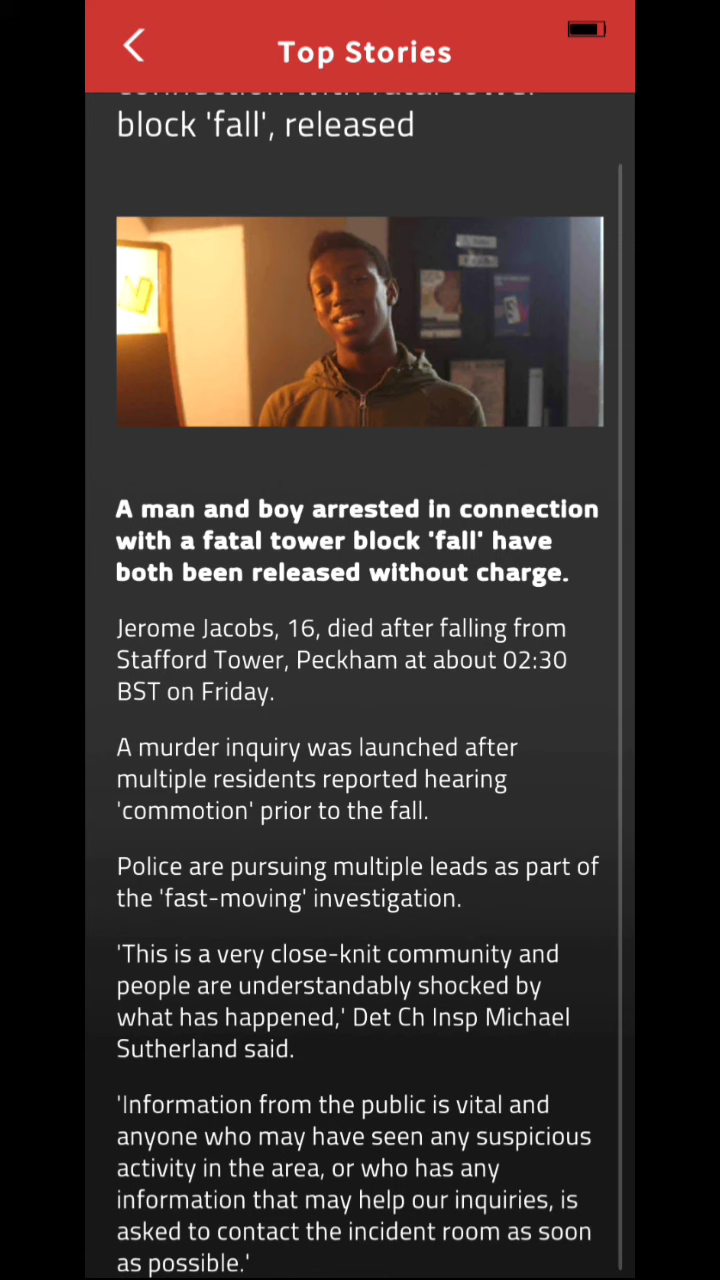 Top Stories
block 'fall', released
A man and boy arrested in connection
with a fatal tower block 'fall' have
both been released without charge.
Jerome Jacobs, 16, died after falling from
Stafford Tower, Peckham at about 02:30
BST on Friday.
A murder inquiry was launched after
multiple residents reported hearing
'commotion' prior to the fall.
Police are pursuing multiple leads as part of
the 'fast-moving' investigation.
'This is a very close-knit community and
people are understandably shocked by
what has happened,' Det Ch Insp Michael
Sutherland said.
'Information from the public is vital and
anyone who may have seen any suspicious
activity in the area, or who has any
information that may help our inquiries, is
asked to contact the incident room as soon
as possible.'